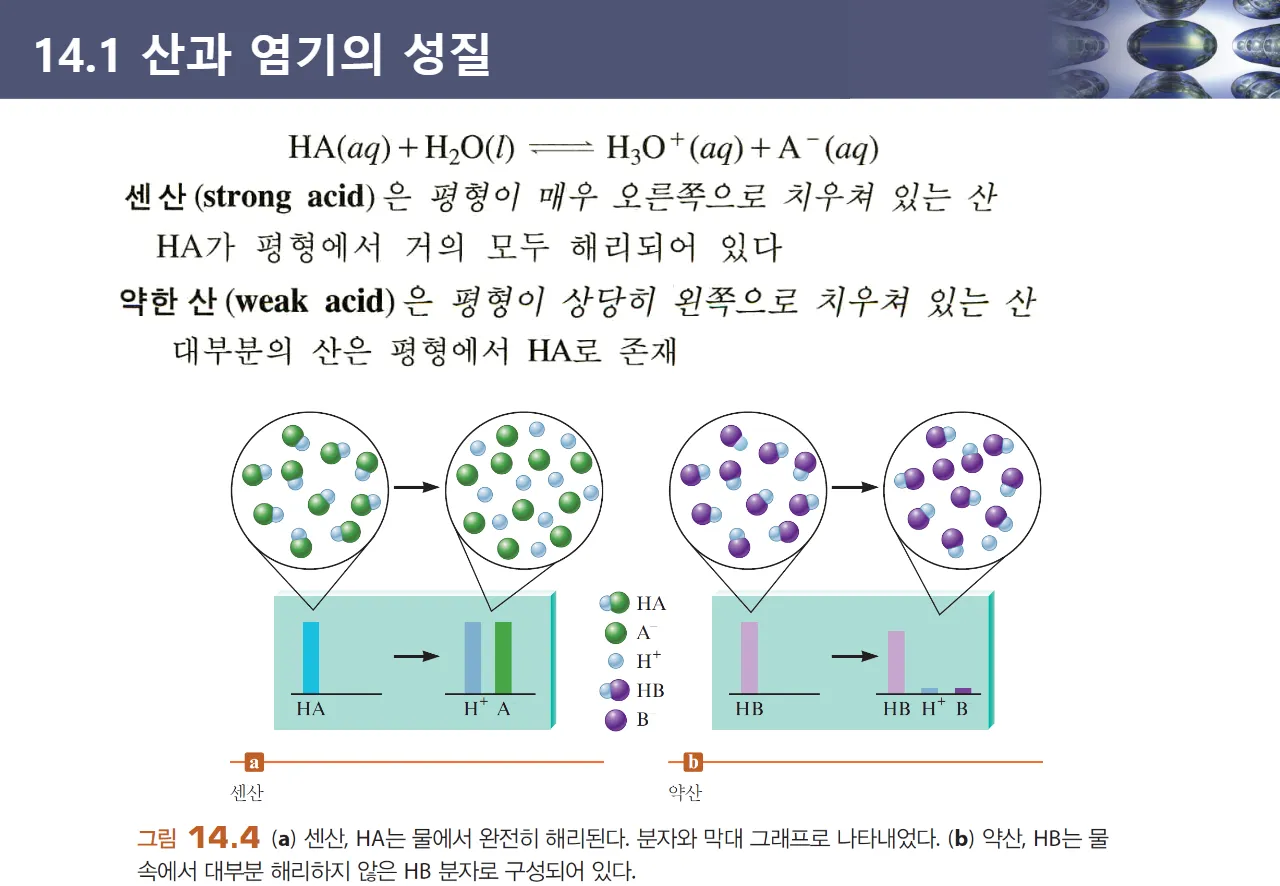 14.1 산과 염기의 성질
HA(aq) + H₂O(l) ⇌ H₃O⁺(aq) + A⁻(aq)
센 산 (strong acid)은 평형이 매우 오른쪽으로 치우쳐 있는 산
HA가 평형에서 거의 모두 해리되어 있다
약한 산 (weak acid)은 평형이 상당히 왼쪽으로 치우쳐 있는 산
대부분의 산은 평형에서 HA로 존재
HA
H⁺ A
HA
A⁻
H⁺
HB
B
HB
HB H⁺ B
a
센산
b
약산
그림 14.4 (a) 센산, HA는 물에서 완전히 해리된다. 분자와 막대 그래프로 나타내었다. (b) 약산, HB는 물
속에서 대부분 해리하지 않은 HB 분자로 구성되어 있다.